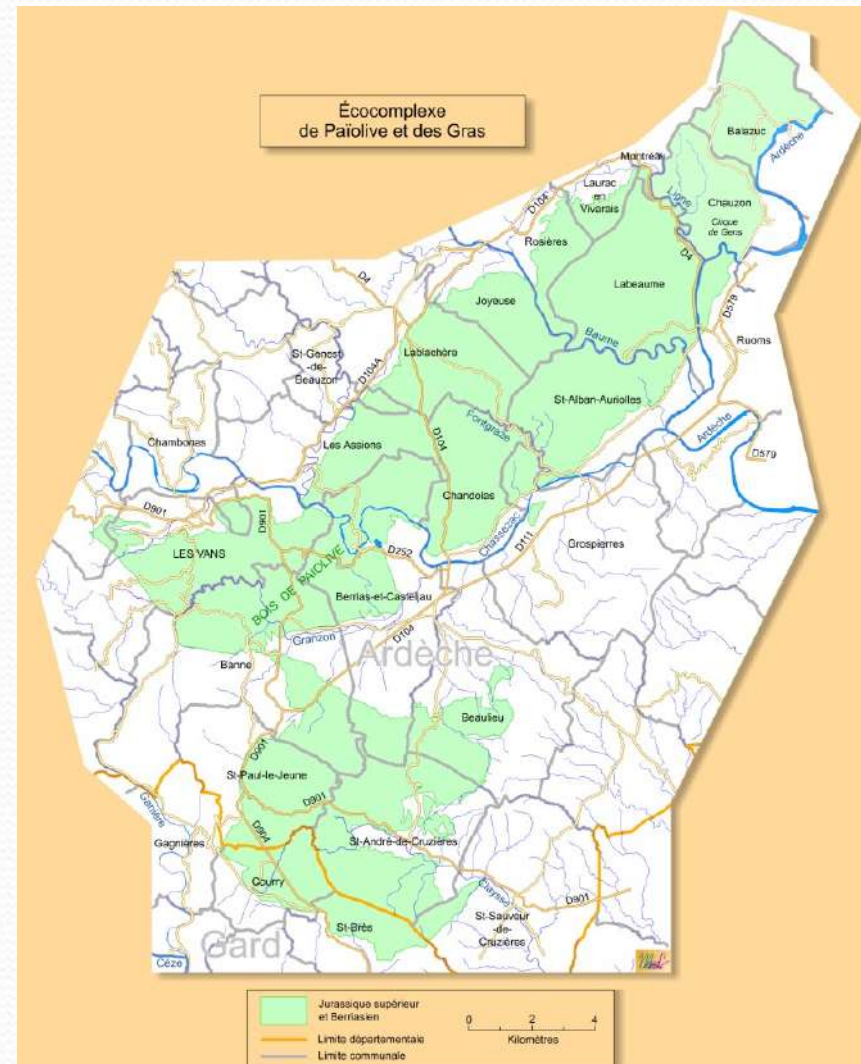 Écocomplexe
de Païolive et des Gras
Balazuc
Ardèche
Montréal
Laurac
en
Vivarais
Ligne
Chauzon
Cirque
de Gens
D104
Rosières
D4
Labeaume
D579
D4
Joyeuse
Baume
Ruoms
St-Genest
-de-
Beauzon
D104A
Lablachère
St-Alban-Auriolles
Chambonas
Fontgraze
Ardèche
Les Assions
D104
D579
Chandolas
D901
D901
Chassezac
D111
Grospierres
LES VANS
BOIS DE PAÏOLIVE
D252
Berrias-et-Casteljau
Granzon
D104
Ardèche
Banne
Beaulieu
D901
St-Paul-le-Jeune
D901
Ganière
D904
St-André-de-Cruzières
Gagnières
Courry
Claysse
D901
St-Brès
St-Sauveur
-de-
Cruzières
Gard
Cèze
Jurassique supérieur
et Berriasien
Limite départementale
Limite communale
0 2 4
Kilomètres